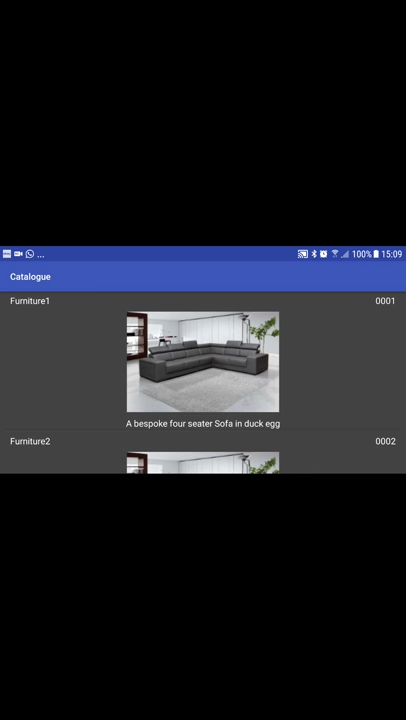 ... 100% 15:09
Catalogue
Furniture1 0001
A bespoke four seater Sofa in duck egg
Furniture2 0002